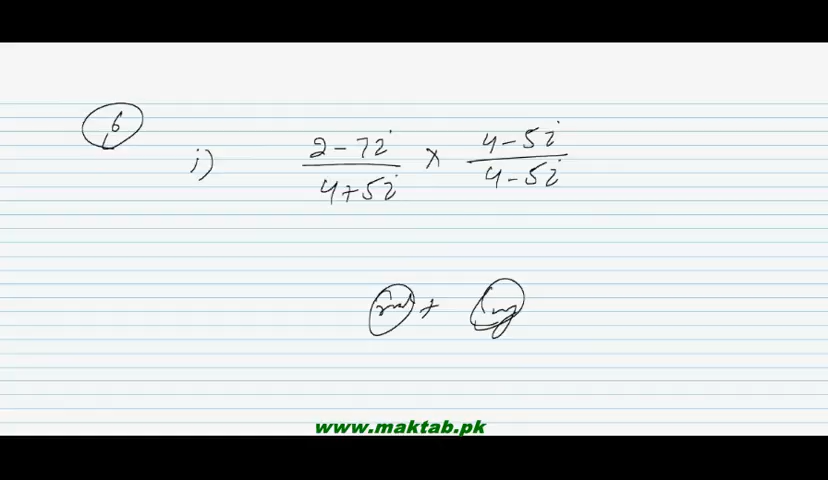 6
i) 2-7i/4+5i × 4-5i/4-5i
real + img
www.maktab.pk